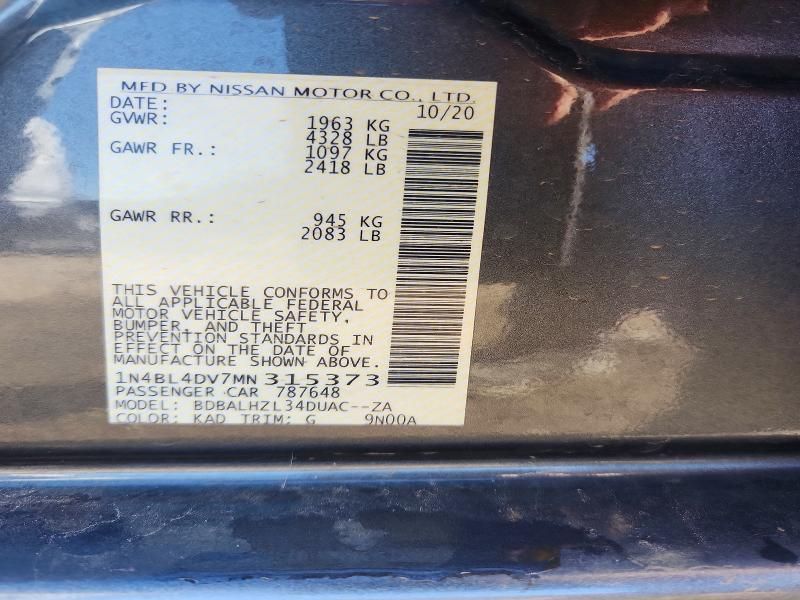 MFD BY NISSAN MOTOR CO., LTD.
DATE: 10/20
GVWR: 1963 KG
4328 LB
GAWR FR.: 1097 KG
2418 LB
GAWR RR.: 945 KG
2083 LB
THIS VEHICLE CONFORMS TO
ALL APPLICABLE FEDERAL
MOTOR VEHICLE SAFETY,
BUMPER, AND THEFT
PREVENTION STANDARDS IN
EFFECT ON THE DATE OF
MANUFACTURE SHOWN ABOVE.
1N4BL4DV7MN315373
PASSENGER CAR 787648
MODEL: BDBALHZL34DUAC--ZA
COLOR: KAD TRIM: G 9N00A